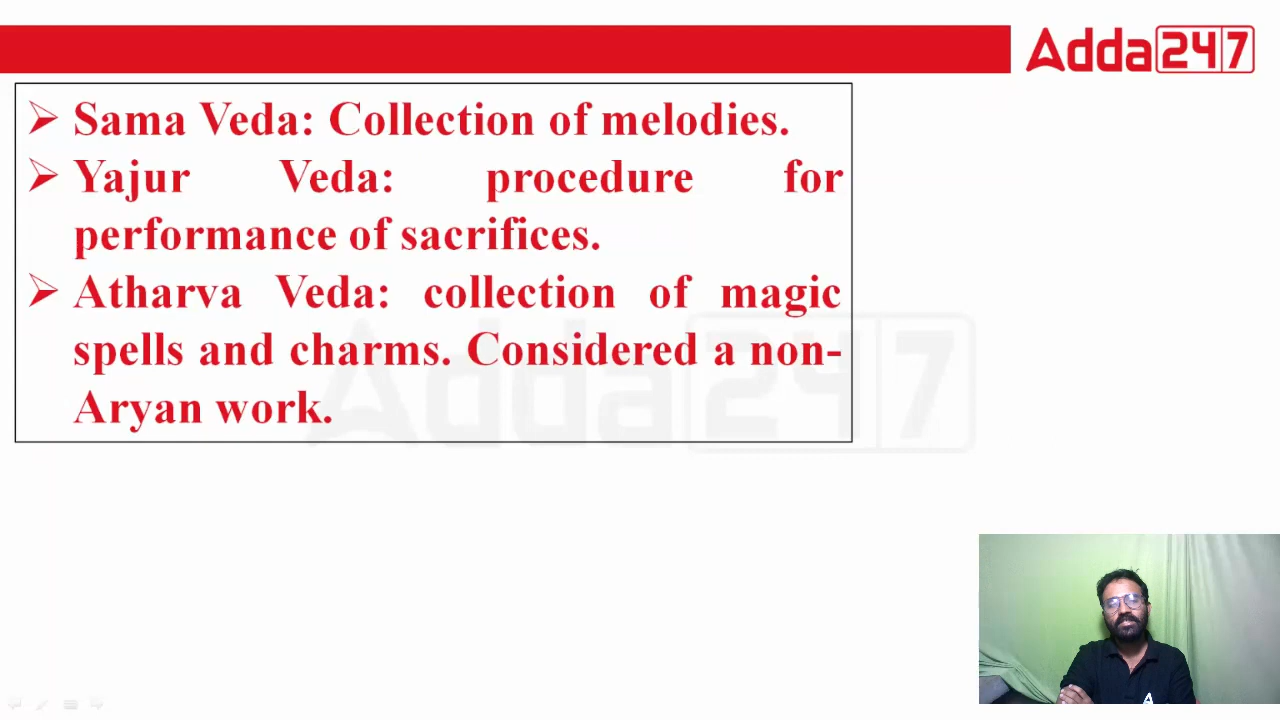 Adda247
Sama Veda: Collection of melodies.
Yajur Veda: procedure for
performance of sacrifices.
Atharva Veda: collection of magic
spells and charms. Considered a non-
Aryan work.
Adda247